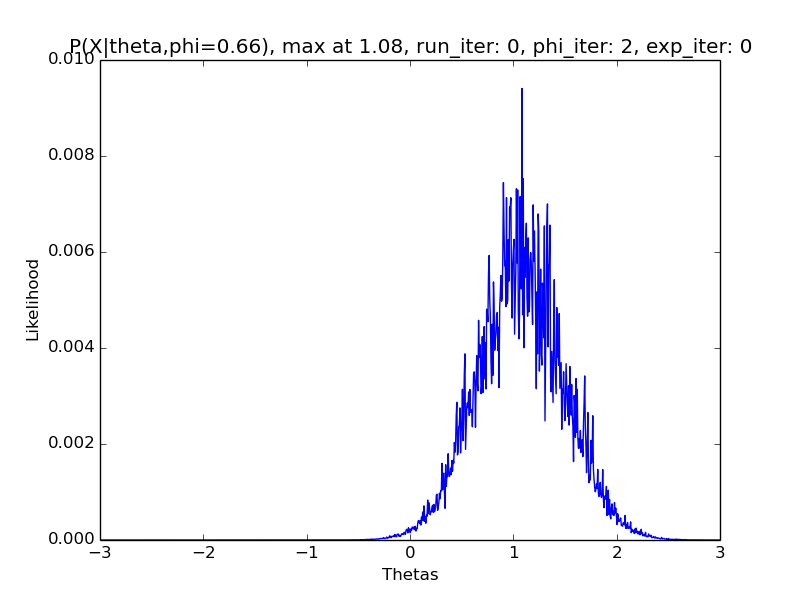 P(X|theta,phi=0.66), max at 1.08, run_iter: 0, phi_iter: 2, exp_iter: 0
0.010
0.008
0.006
0.004
0.002
0.000
Likelihood
−3 −2 −1 0 1 2 3
Thetas